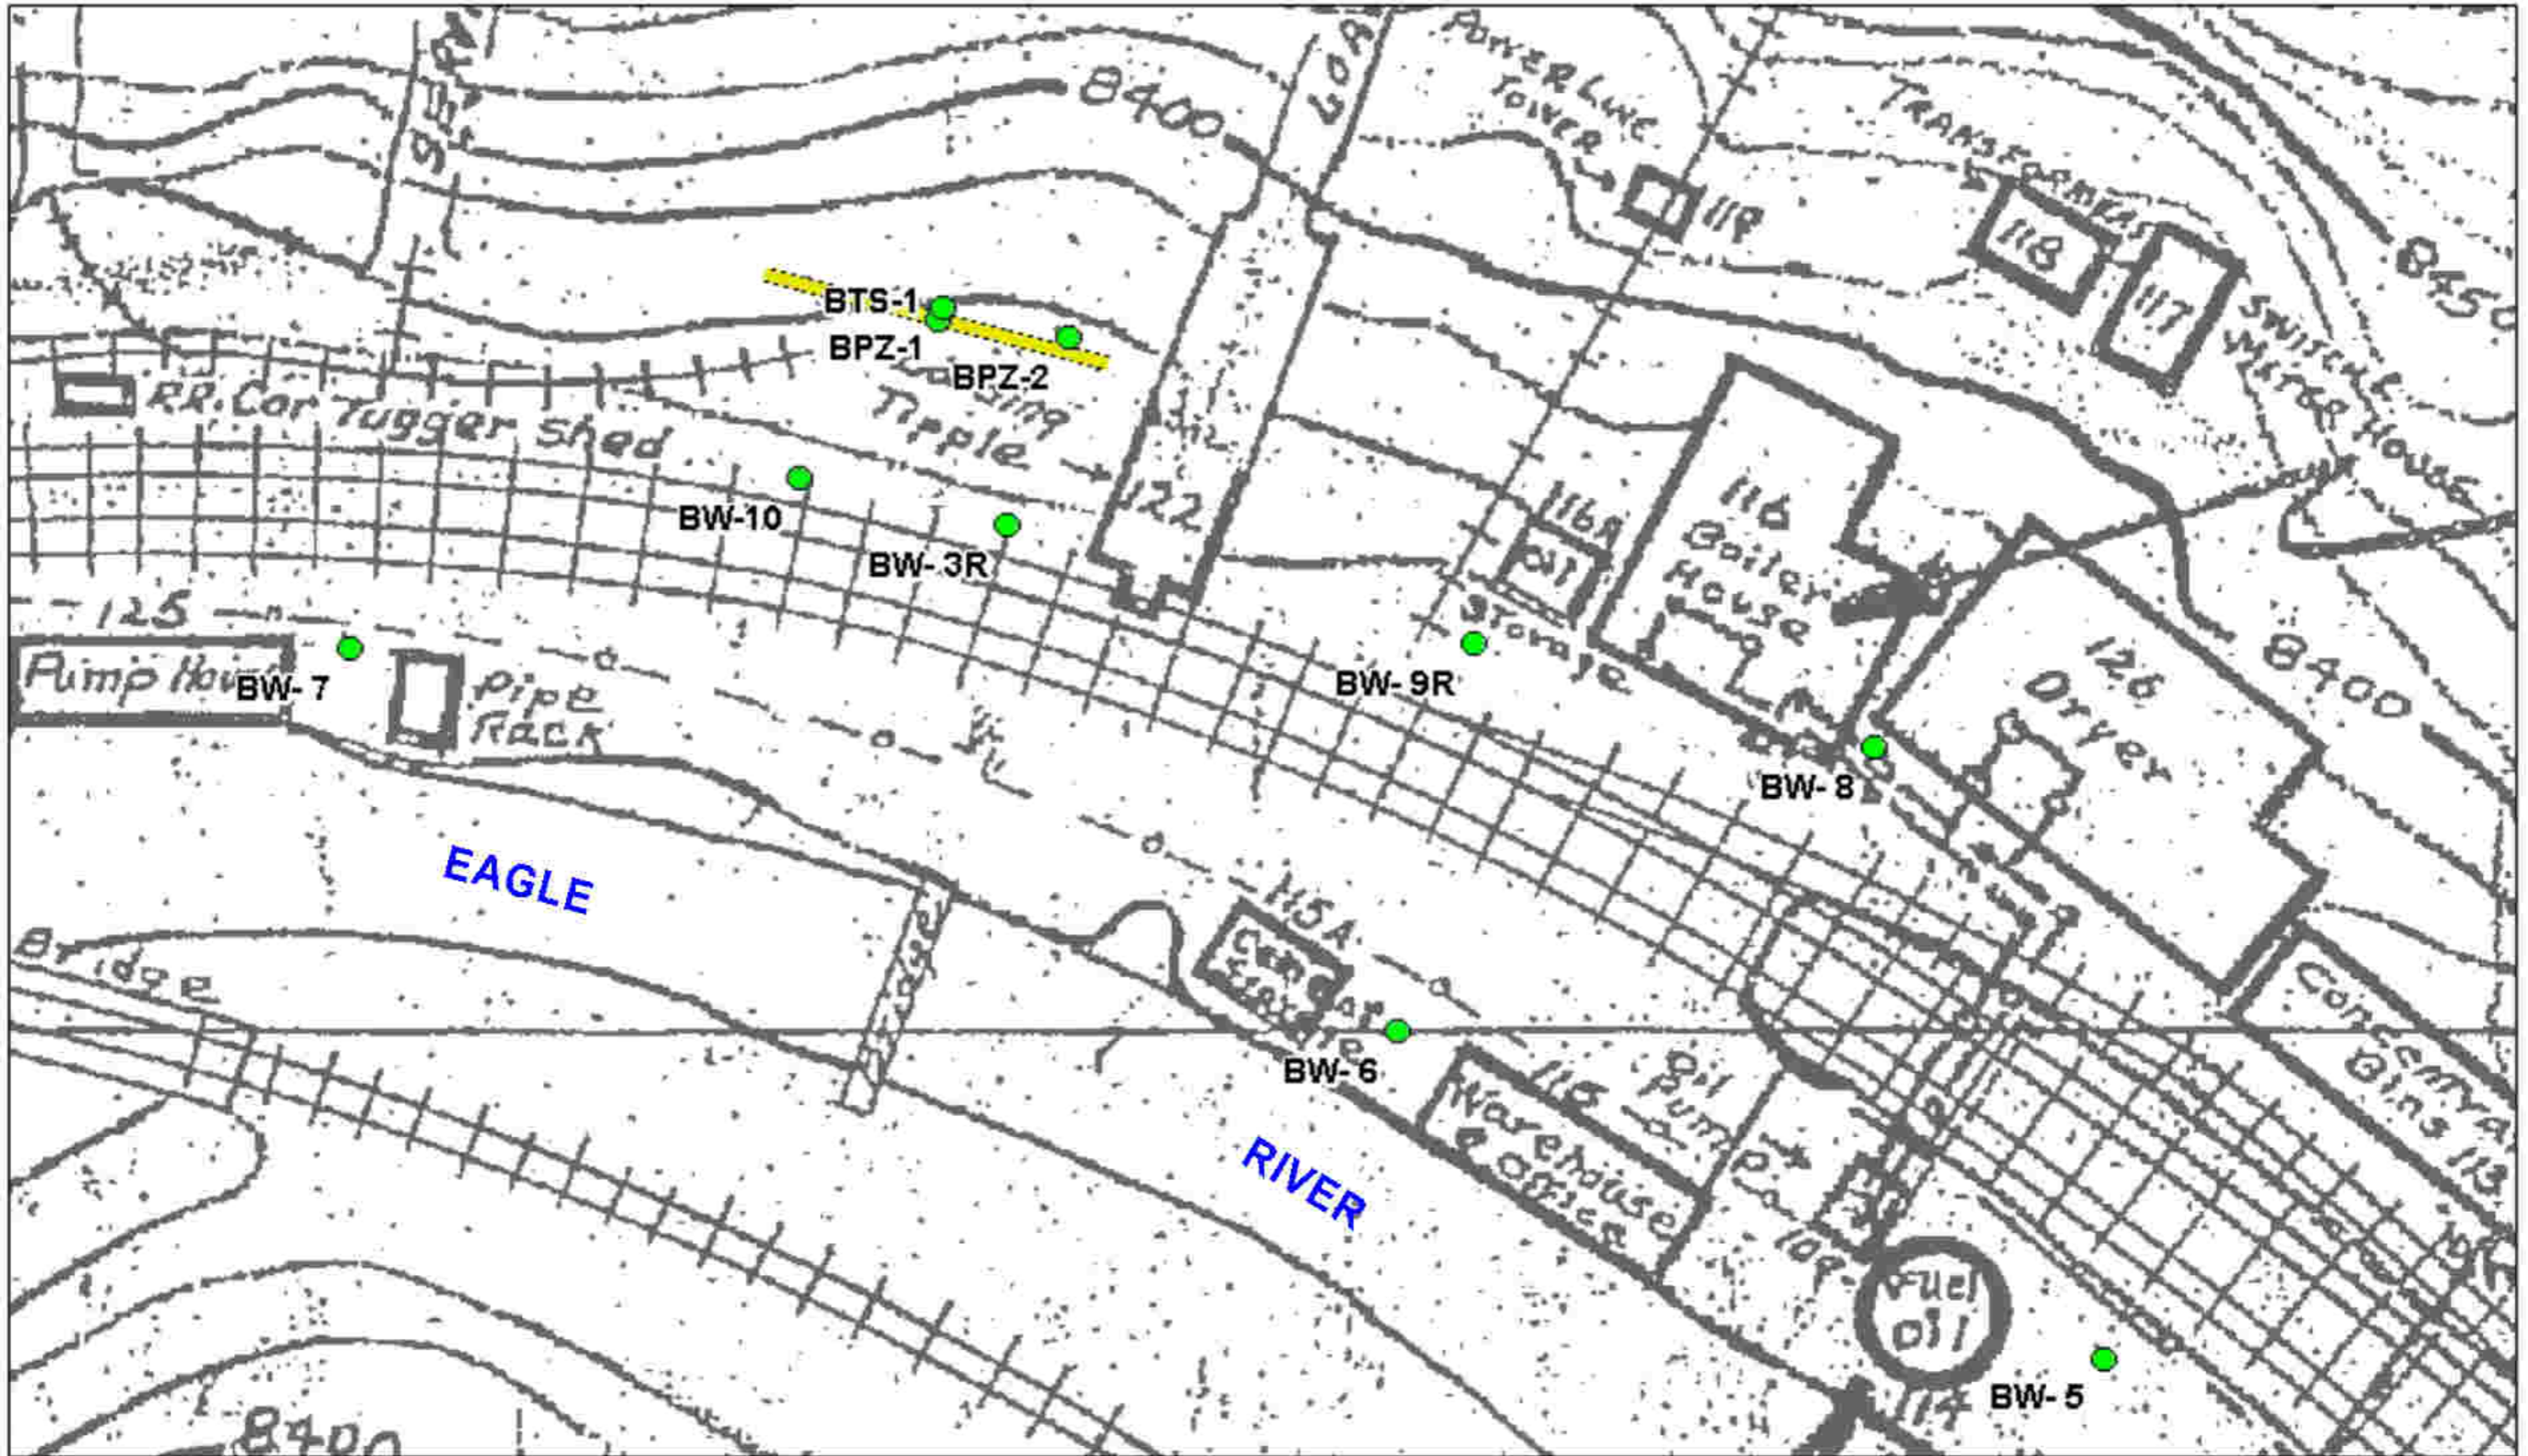 8400
POWER LINE
TOWER
119
TRANSFORMERS
118
117
SWITCH &
METER HOUSE
8450
BTS-1
BPZ-1
BPZ-2
Tipple
R.R. Car Tugger Shed
BW-10
BW- 3R
122
116A
Oil
Storage
116
Boiler
House
126
Dryer
8400
125
Pump Hou
BW- 7
Pipe
Rack
BW- 9R
BW- 8
EAGLE
Bridge
115A
BW- 6
115
Warehouse
& Office
Oil
Pump
RIVER
109
Fuel
Oil
114
BW- 5
Bins 113
8400